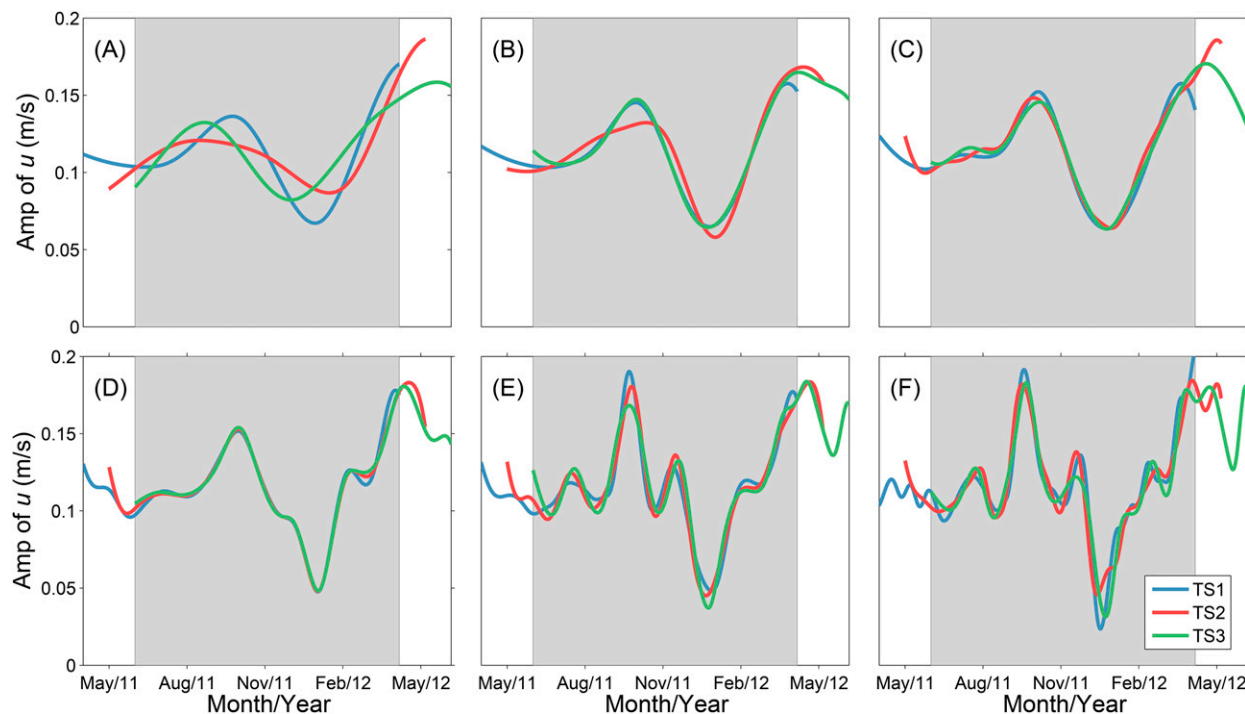 (A) (B) (C)
0.2
0.15
0.1
0.05
0
Amp of u (m/s)
(D) (E) (F)
0.2
0.15
0.1
0.05
0
Amp of u (m/s)
TS1
TS2
TS3
May/11 Aug/11 Nov/11 Feb/12 May/12 May/11 Aug/11 Nov/11 Feb/12 May/12 May/11 Aug/11 Nov/11 Feb/12 May/12
Month/Year Month/Year Month/Year